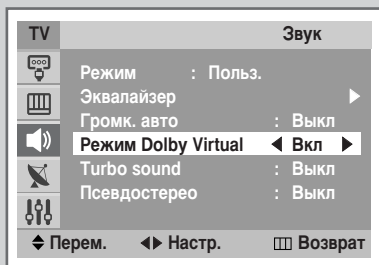 TV Звук
Режим : Польз.
Эквалайзер
Громк. авто : Выкл
Режим Dolby Virtual ◀ Вкл ▶
Turbo sound : Выкл
Псевдостерео : Выкл
Перем. Настр. Возврат